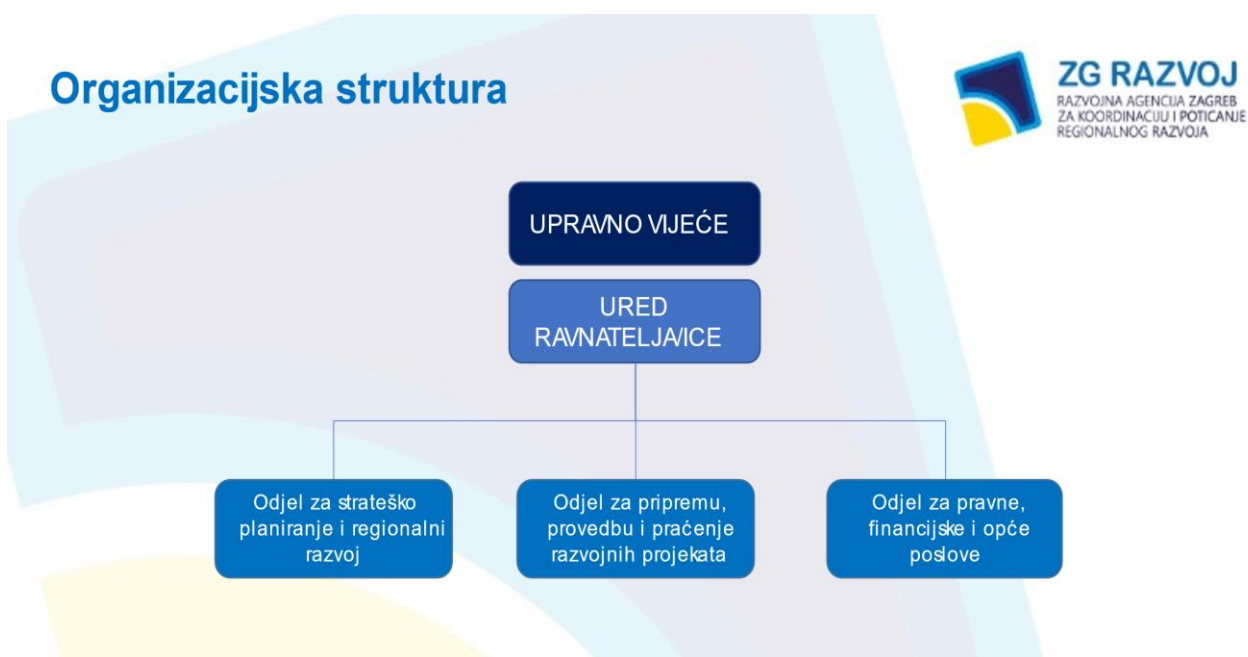 Organizacijska struktura
ZG RAZVOJ
RAZVOJNA AGENCIJA ZAGREB
ZA KOORDINACIJU I POTICANJE
REGIONALNOG RAZVOJA
UPRAVNO VIJEĆE
URED
RAVNATELJA/ICE
Odjel za strateško
planiranje i regionalni
razvoj
Odjel za pripremu,
provedbu i praćenje
razvojnih projekata
Odjel za pravne,
financijske i opće
poslove